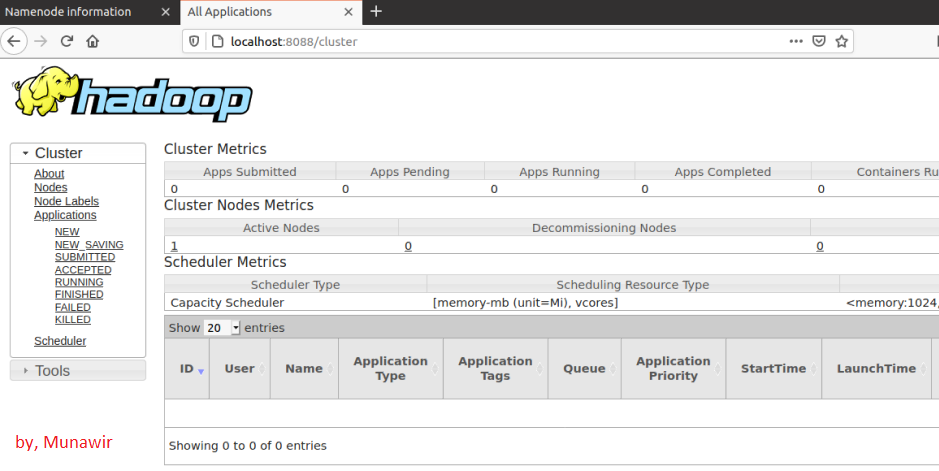 Namenode information
All Applications
localhost:8088/cluster
hadoop
Cluster
About
Nodes
Node Labels
Applications
NEW
NEW_SAVING
SUBMITTED
ACCEPTED
RUNNING
FINISHED
FAILED
KILLED
Scheduler
Tools
by, Munawir
Cluster Metrics
Apps Submitted Apps Pending Apps Running Apps Completed Containers Ru
0 0 0 0 0
Cluster Nodes Metrics
Active Nodes Decommissioning Nodes
1 0 0
Scheduler Metrics
Scheduler Type Scheduling Resource Type
Capacity Scheduler [memory-mb (unit=Mi), vcores] <memory:1024,
Show 20 entries
ID User Name Application Type Application Tags Queue Application Priority StartTime LaunchTime
Showing 0 to 0 of 0 entries